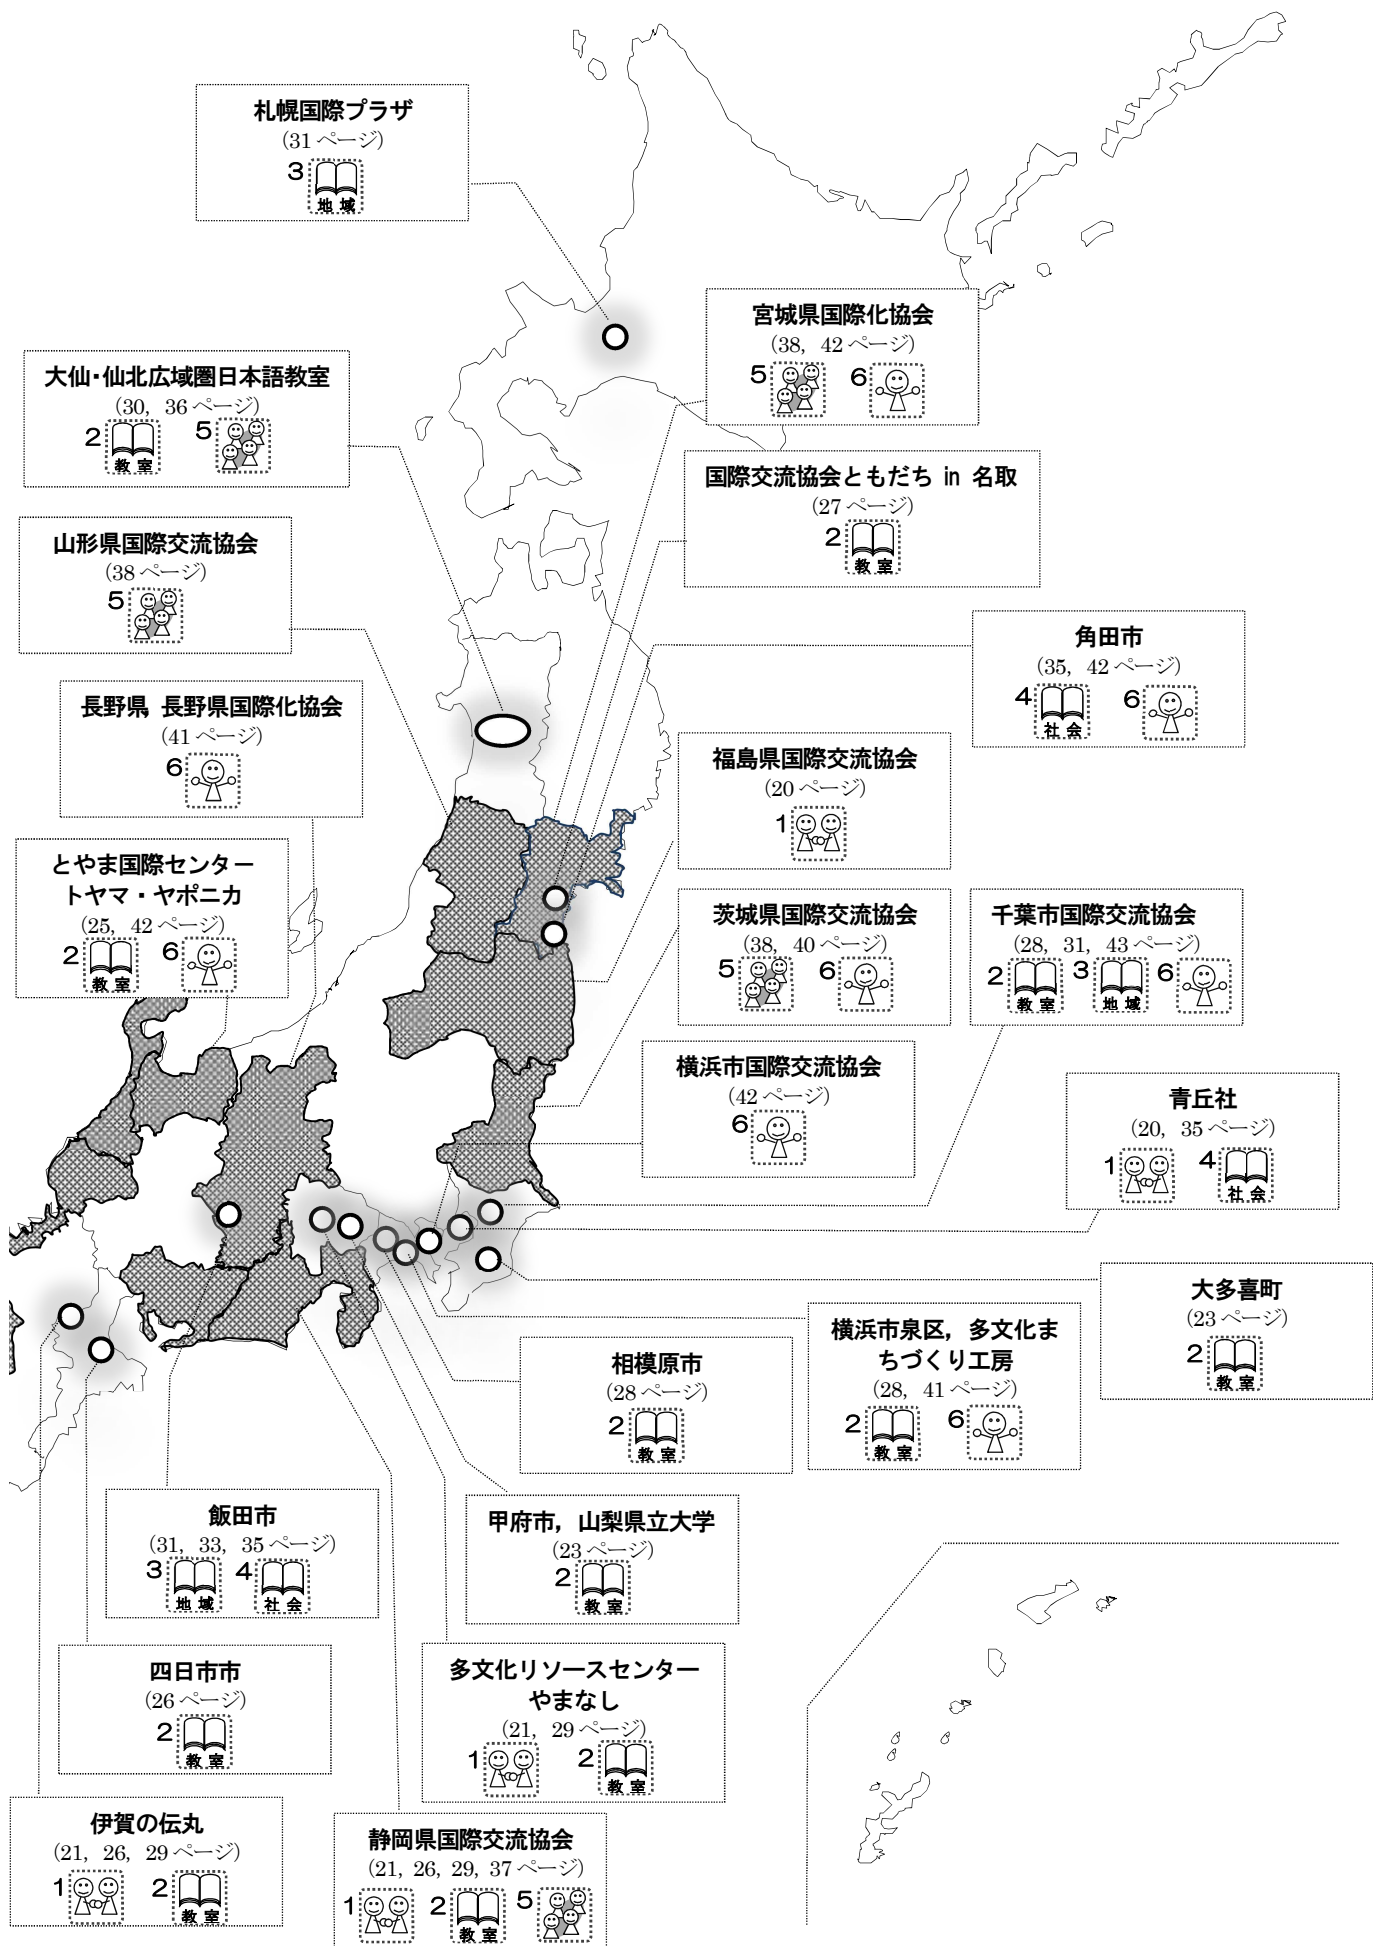 札幌国際プラザ
(31 ページ)
3
地 域
宮城県国際化協会
(38, 42 ページ)
5 6
大仙・仙北広域圏日本語教室
(30, 36 ページ)
2 5
教 室
国際交流協会ともだち in 名取
(27 ページ)
2
教 室
山形県国際交流協会
(38 ページ)
5
角田市
(35, 42 ページ)
4 6
社 会
長野県, 長野県国際化協会
(41 ページ)
6
福島県国際交流協会
(20 ページ)
1
とやま国際センター
トヤマ・ヤポニカ
(25, 42 ページ)
2 6
教 室
茨城県国際交流協会
(38, 40 ページ)
5 6
千葉市国際交流協会
(28, 31, 43 ページ)
2 3 6
教 室 地 域
横浜市国際交流協会
(42 ページ)
6
青丘社
(20, 35 ページ)
1 4
社 会
大多喜町
(23 ページ)
2
教 室
横浜市泉区, 多文化ま
ちづくり工房
(28, 41 ページ)
2 6
教 室
相模原市
(28 ページ)
2
教 室
飯田市
(31, 33, 35 ページ)
3 4
地 域 社 会
甲府市, 山梨県立大学
(23 ページ)
2
教 室
四日市市
(26 ページ)
2
教 室
多文化リソースセンター
やまなし
(21, 29 ページ)
1 2
教 室
伊賀の伝丸
(21, 26, 29 ページ)
1 2
教 室
静岡県国際交流協会
(21, 26, 29, 37 ページ)
1 2 5
教 室